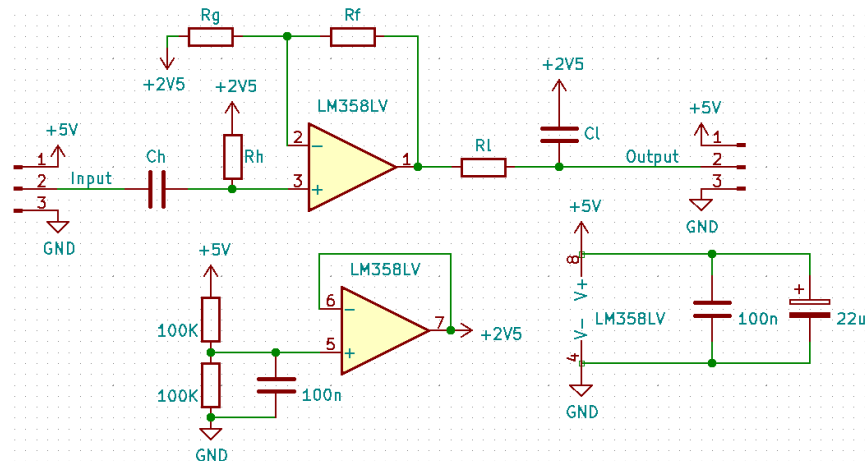 Rg
Rf
+2V5
+2V5
LM358LV
+2V5
+5V
+5V
1
2
3
Input
Ch
Rh
2
3
1
Rl
Cl
Output
1
2
3
GND
GND
+5V
LM358LV
6
5
7
+2V5
100K
100K
100n
GND
+5V
8
V+
V-
4
LM358LV
100n
22u
GND